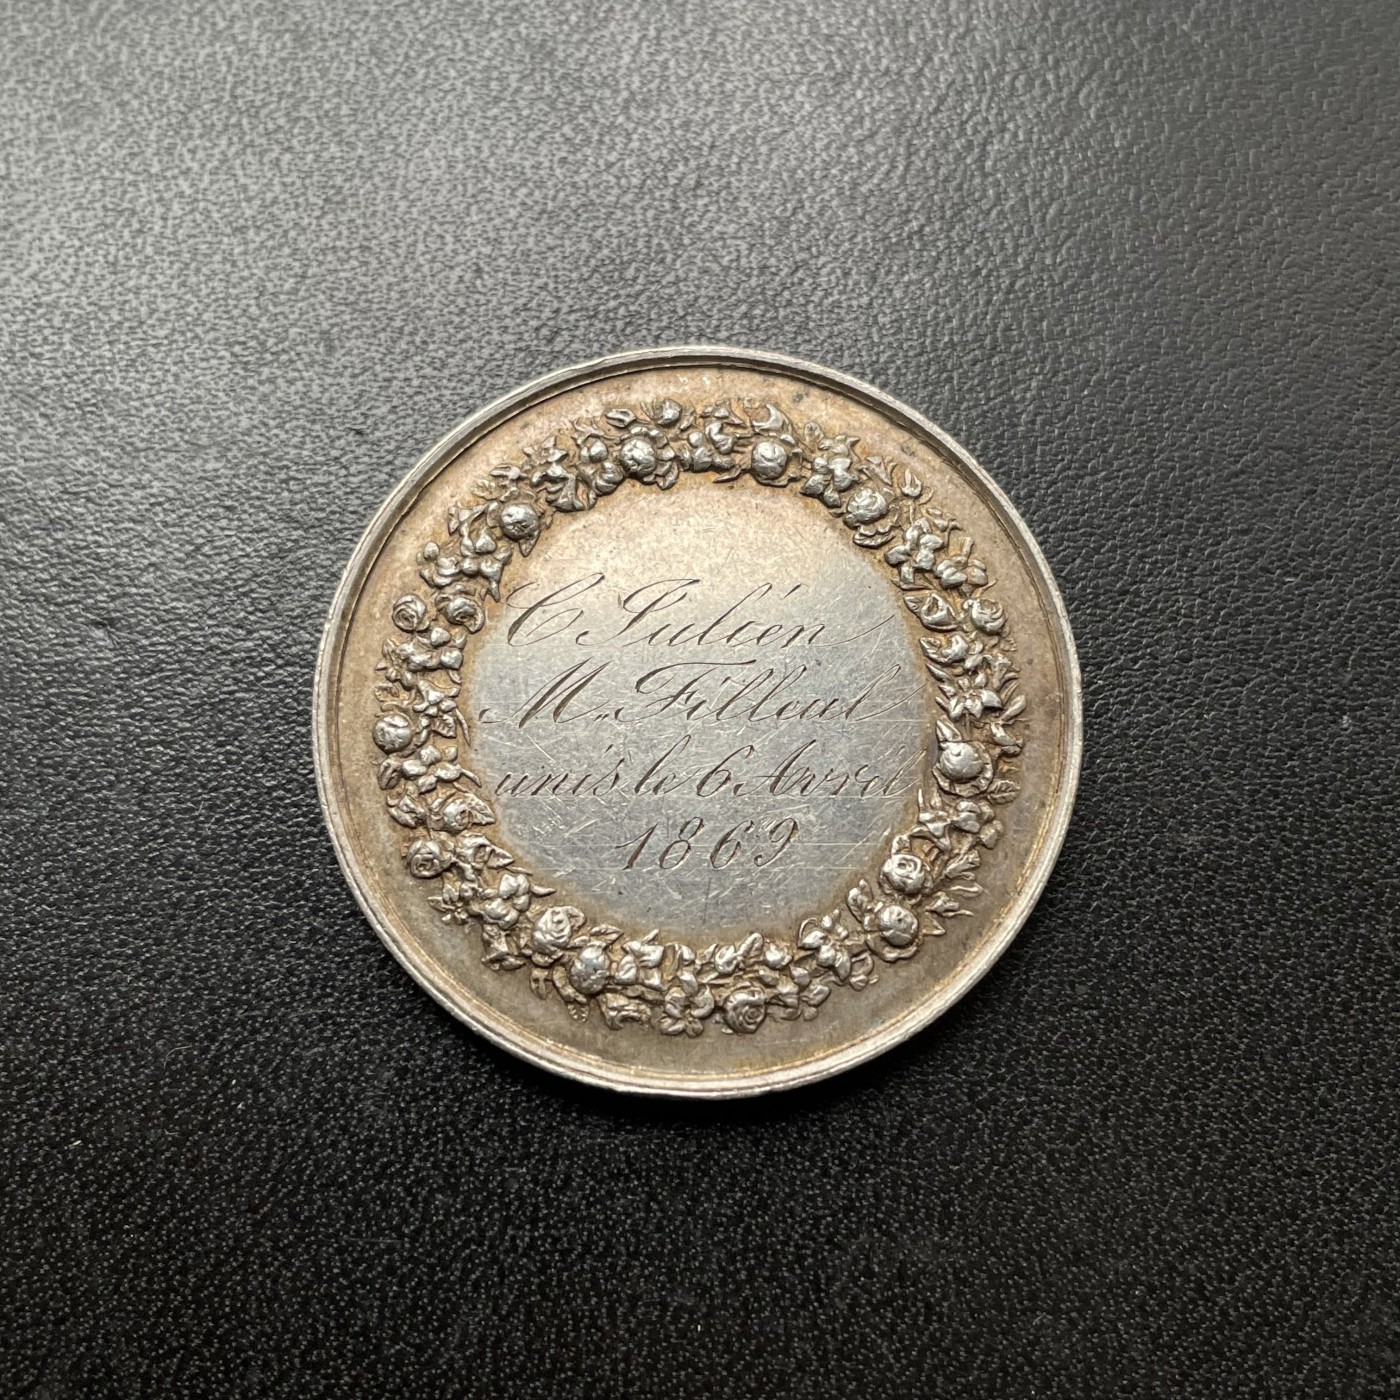 C Julien
M. Filleul
unis le 6 Avril
1869